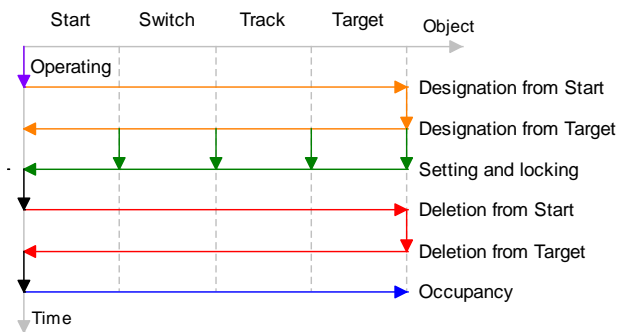 Start Switch Track Target Object
Operating
Designation from Start
Designation from Target
Setting and locking
Deletion from Start
Deletion from Target
Occupancy
Time